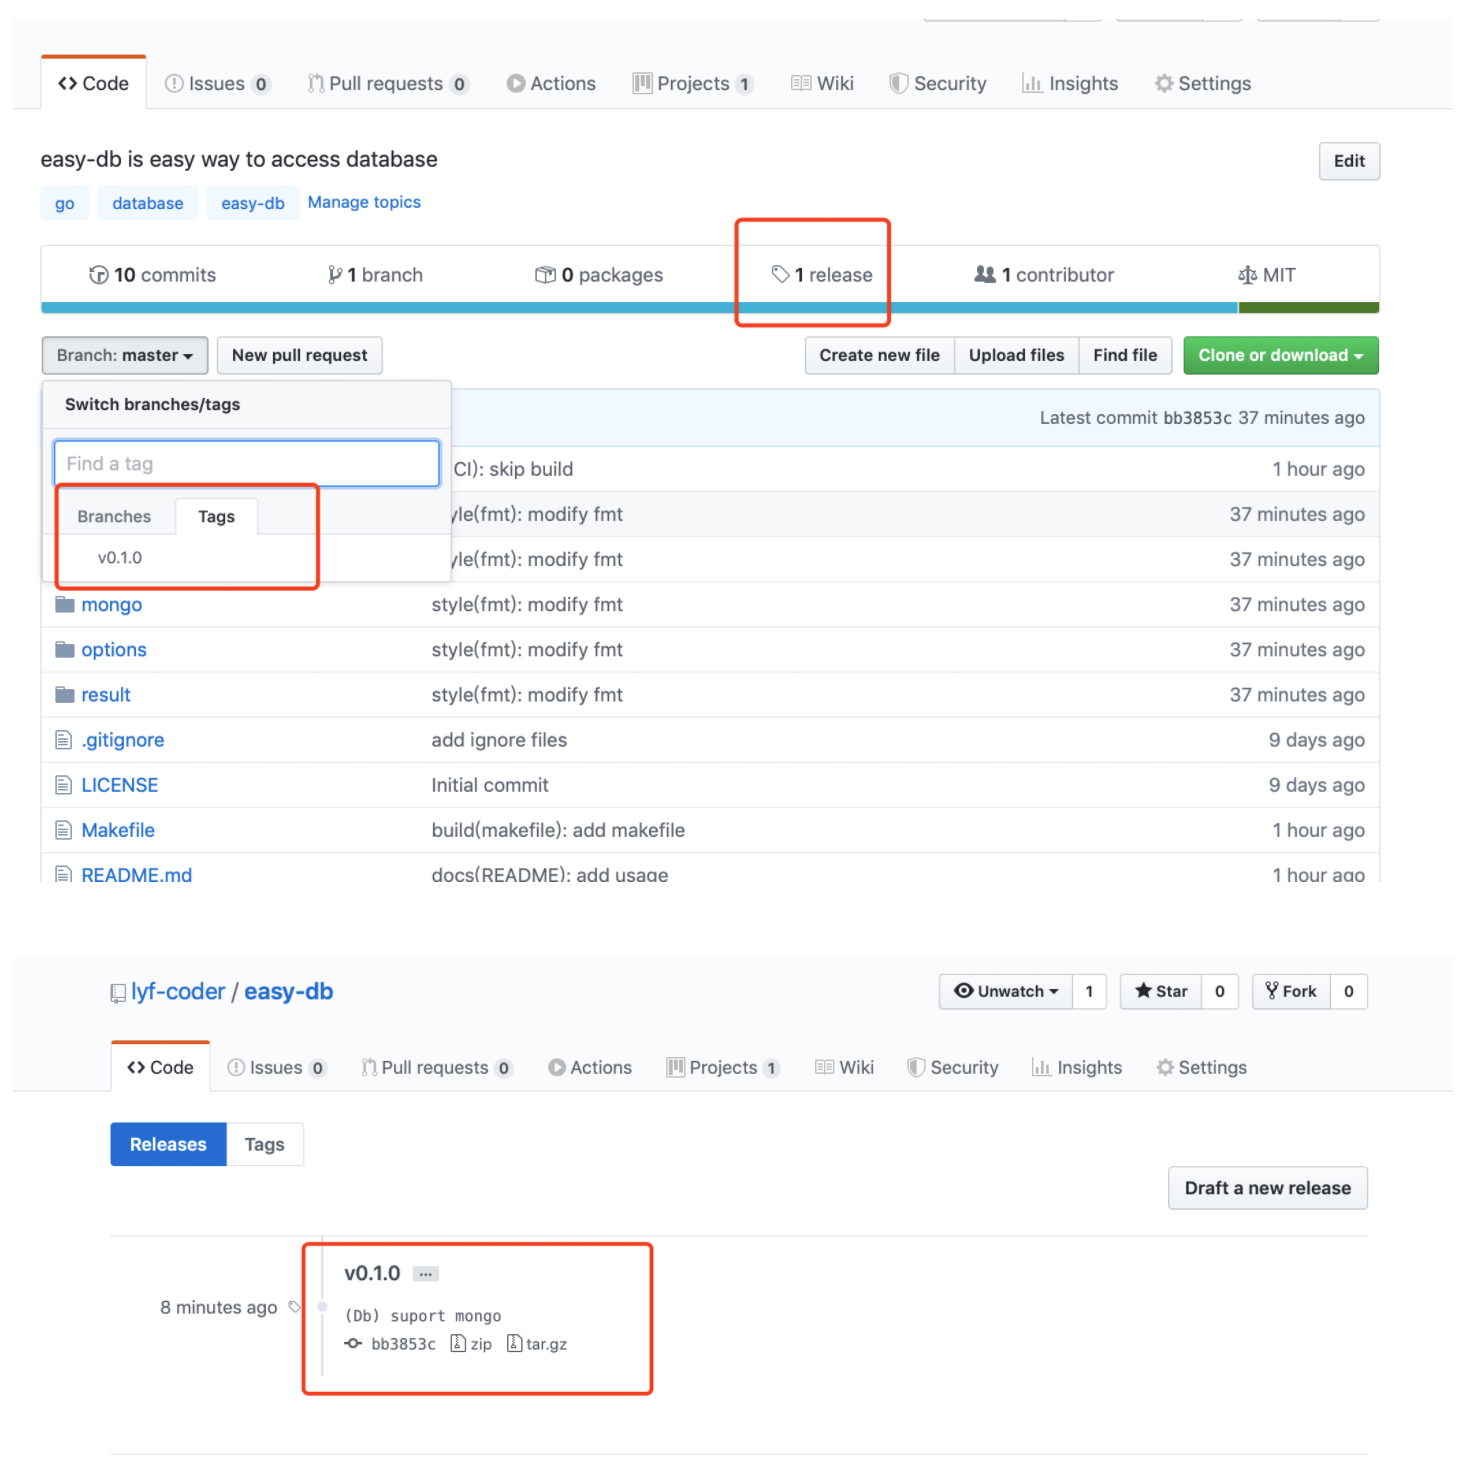 Code Issues 0 Pull requests 0 Actions Projects 1 Wiki Security Insights Settings
easy-db is easy way to access database Edit
go database easy-db Manage topics
10 commits 1 branch 0 packages 1 release 1 contributor MIT
Branch: master New pull request Create new file Upload files Find file Clone or download
Switch branches/tags
Latest commit bb3853c 37 minutes ago
Find a tag
CI): skip build 1 hour ago
Branches Tags
yle(fmt): modify fmt 37 minutes ago
v0.1.0
yle(fmt): modify fmt 37 minutes ago
mongo style(fmt): modify fmt 37 minutes ago
options style(fmt): modify fmt 37 minutes ago
result style(fmt): modify fmt 37 minutes ago
.gitignore add ignore files 9 days ago
LICENSE Initial commit 9 days ago
Makefile build(makefile): add makefile 1 hour ago
README.md docs(README): add usage 1 hour ago
lyf-coder / easy-db Unwatch 1 Star 0 Fork 0
Code Issues 0 Pull requests 0 Actions Projects 1 Wiki Security Insights Settings
Releases Tags
Draft a new release
v0.1.0 ...
8 minutes ago
(Db) suport mongo
bb3853c zip tar.gz